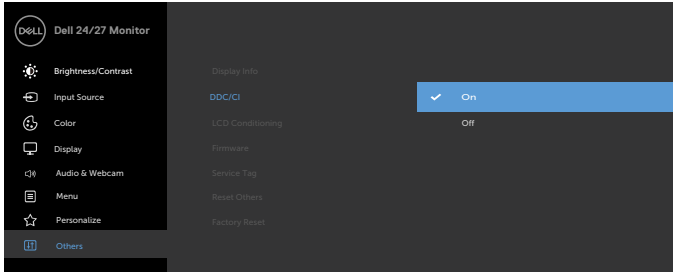 DELL Dell 24/27 Monitor
Brightness/Contrast
Input Source
Color
Display
Audio & Webcam
Menu
Personalize
Others
Display Info
DDC/CI
LCD Conditioning
Firmware
Service Tag
Reset Others
Factory Reset
On
Off